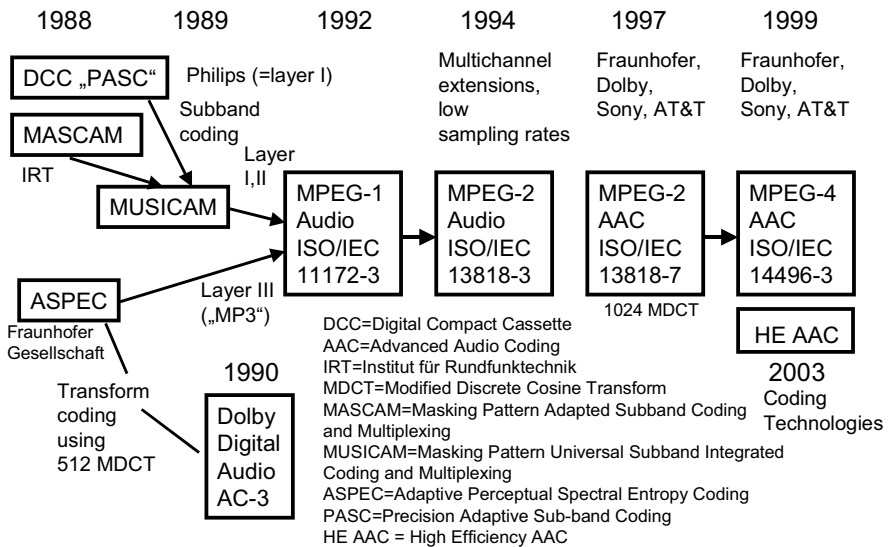 1988
1989
1992
1994
1997
1999
DCC „PASC“
Philips (=layer I)
Subband
coding
MASCAM
IRT
MUSICAM
Layer
I,II
Multichannel
extensions,
low
sampling rates
Fraunhofer,
Dolby,
Sony, AT&T
Fraunhofer,
Dolby,
Sony, AT&T
MPEG-1
Audio
ISO/IEC
11172-3
MPEG-2
Audio
ISO/IEC
13818-3
MPEG-2
AAC
ISO/IEC
13818-7
1024 MDCT
MPEG-4
AAC
ISO/IEC
14496-3
HE AAC
2003
Coding
Technologies
ASPEC
Fraunhofer
Gesellschaft
Layer III
(„MP3“)
Transform
coding
using
512 MDCT
1990
Dolby
Digital
Audio
AC-3
DCC=Digital Compact Cassette
AAC=Advanced Audio Coding
IRT=Institut für Rundfunktechnik
MDCT=Modified Discrete Cosine Transform
MASCAM=Masking Pattern Adapted Subband Coding
and Multiplexing
MUSICAM=Masking Pattern Universal Subband Integrated
Coding and Multiplexing
ASPEC=Adaptive Perceptual Spectral Entropy Coding
PASC=Precision Adaptive Sub-band Coding
HE AAC = High Efficiency AAC